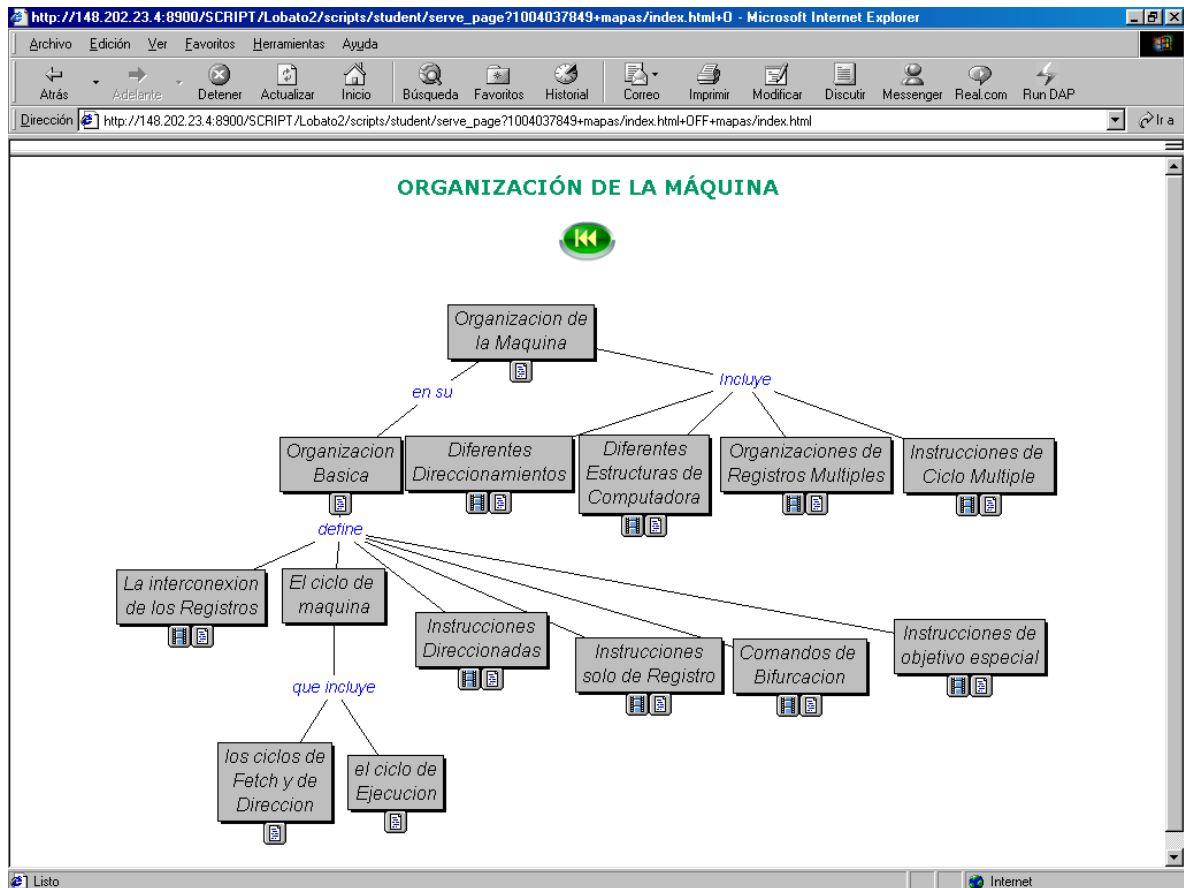 http://148.202.23.4:8900/SCRIPT/Lobato2/scripts/student/serve_page?1004037849+mapas/index.html+O - Microsoft Internet Explorer
Archivo Edición Ver Favoritos Herramientas Ayuda
Atrás Adelante Detener Actualizar Inicio Búsqueda Favoritos Historial Correo Imprimir Modificar Discutir Messenger Real.com Run DAP
Dirección http://148.202.23.4:8900/SCRIPT/Lobato2/scripts/student/serve_page?1004037849+mapas/index.html+OFF+mapas/index.html Ir a
ORGANIZACIÓN DE LA MÁQUINA
Organizacion de
la Maquina
en su
Incluye
Organizacion
Basica
Diferentes
Direccionamientos
Diferentes
Estructuras de
Computadora
Organizaciones de
Registros Multiples
Instrucciones de
Ciclo Multiple
define
La interconexion
de los Registros
El ciclo de
maquina
Instrucciones
Direccionadas
Instrucciones
solo de Registro
Comandos de
Bifurcacion
Instrucciones de
objetivo especial
que incluye
los ciclos de
Fetch y de
Direccion
el ciclo de
Ejecucion
Listo
Internet